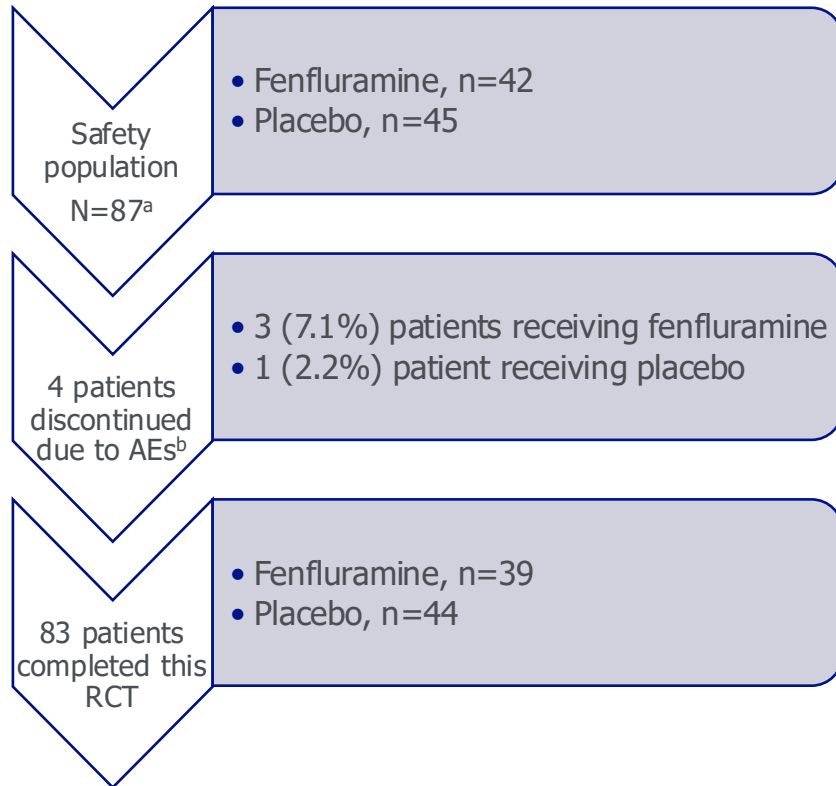 Safety
population
N=87ᵃ
• Fenfluramine, n=42
• Placebo, n=45
4 patients
discontinued
due to AEsᵇ
• 3 (7.1%) patients receiving fenfluramine
• 1 (2.2%) patient receiving placebo
83 patients
completed this
RCT
• Fenfluramine, n=39
• Placebo, n=44